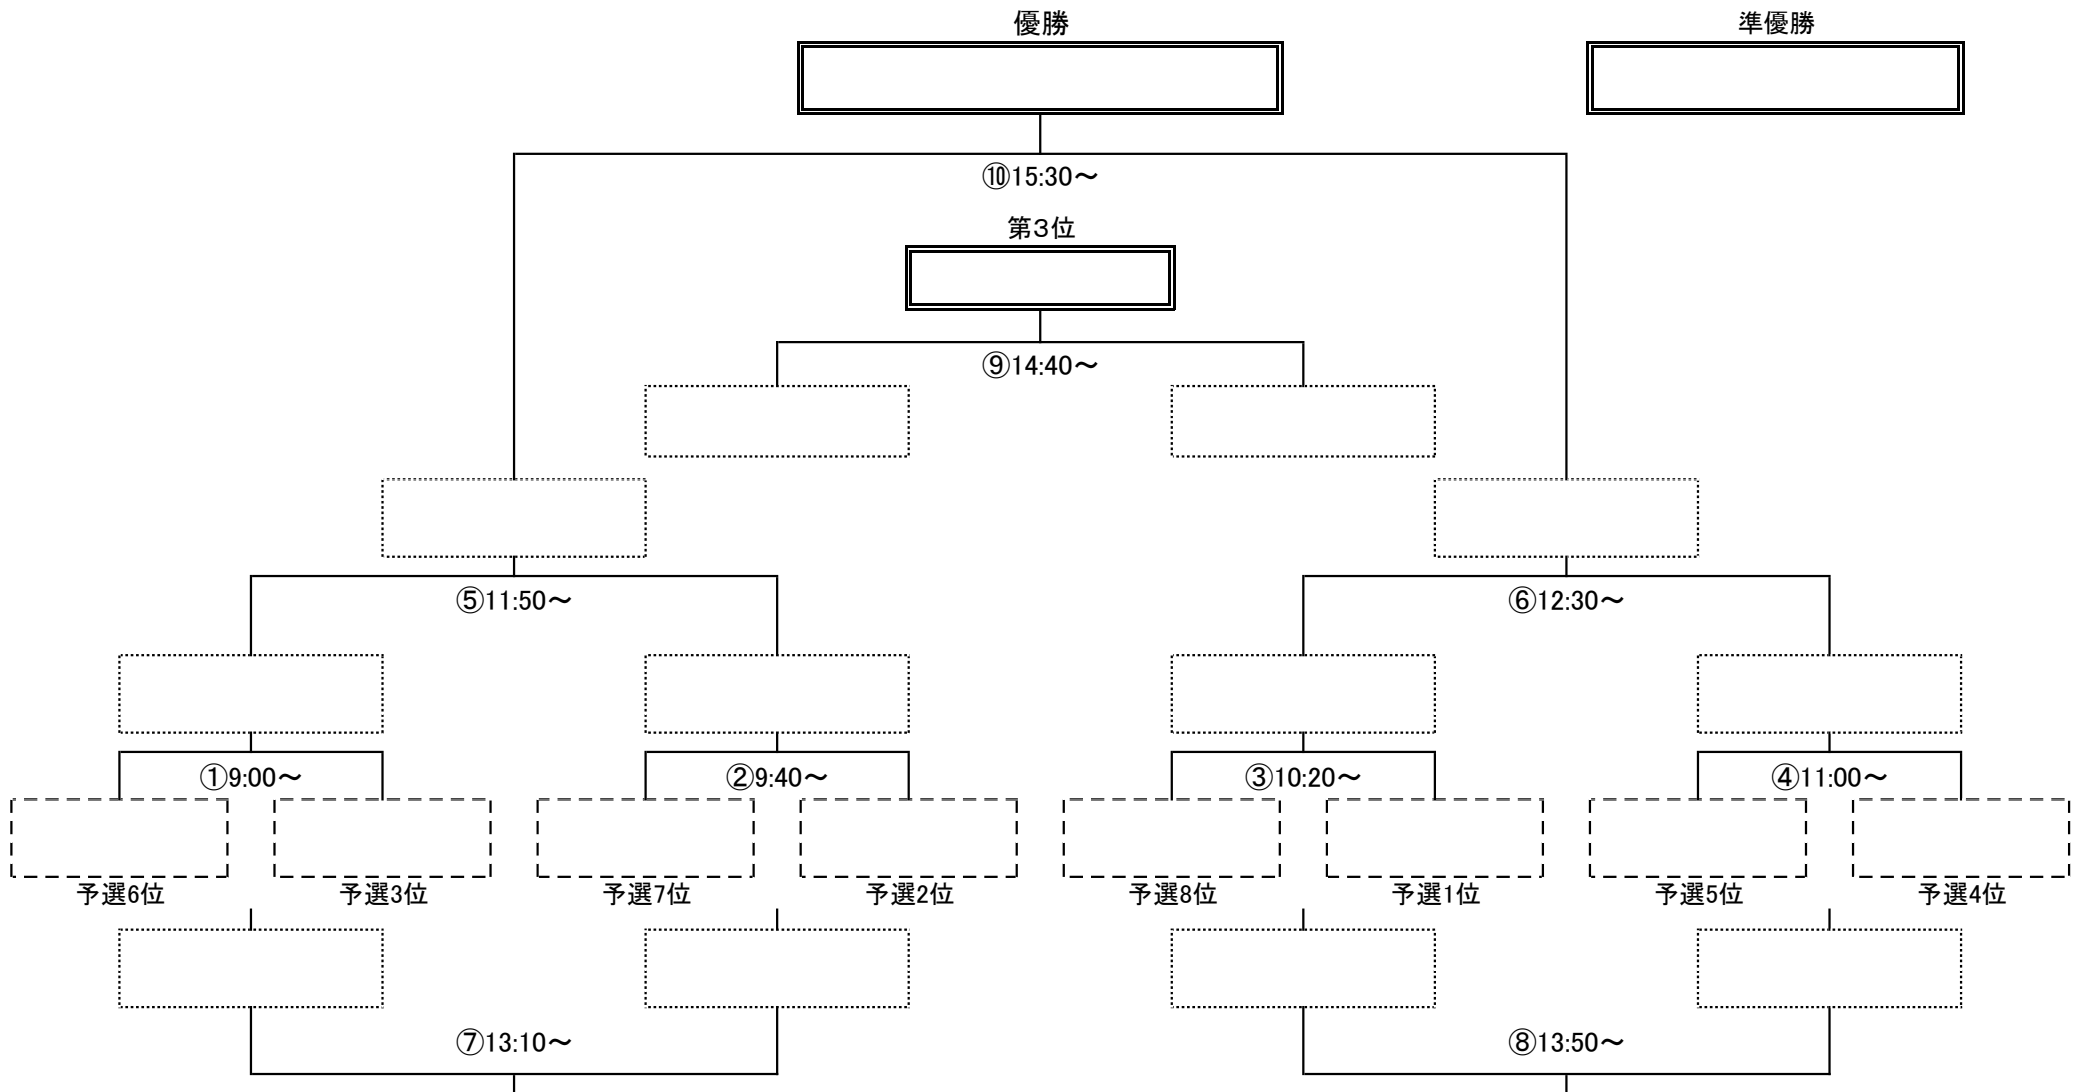 優勝
準優勝
⑩15:30～
第3位
⑨14:40～
⑤11:50～
⑥12:30～
①9:00～
②9:40～
③10:20～
④11:00～
予選6位
予選3位
予選7位
予選2位
予選8位
予選1位
予選5位
予選4位
⑦13:10～
⑧13:50～